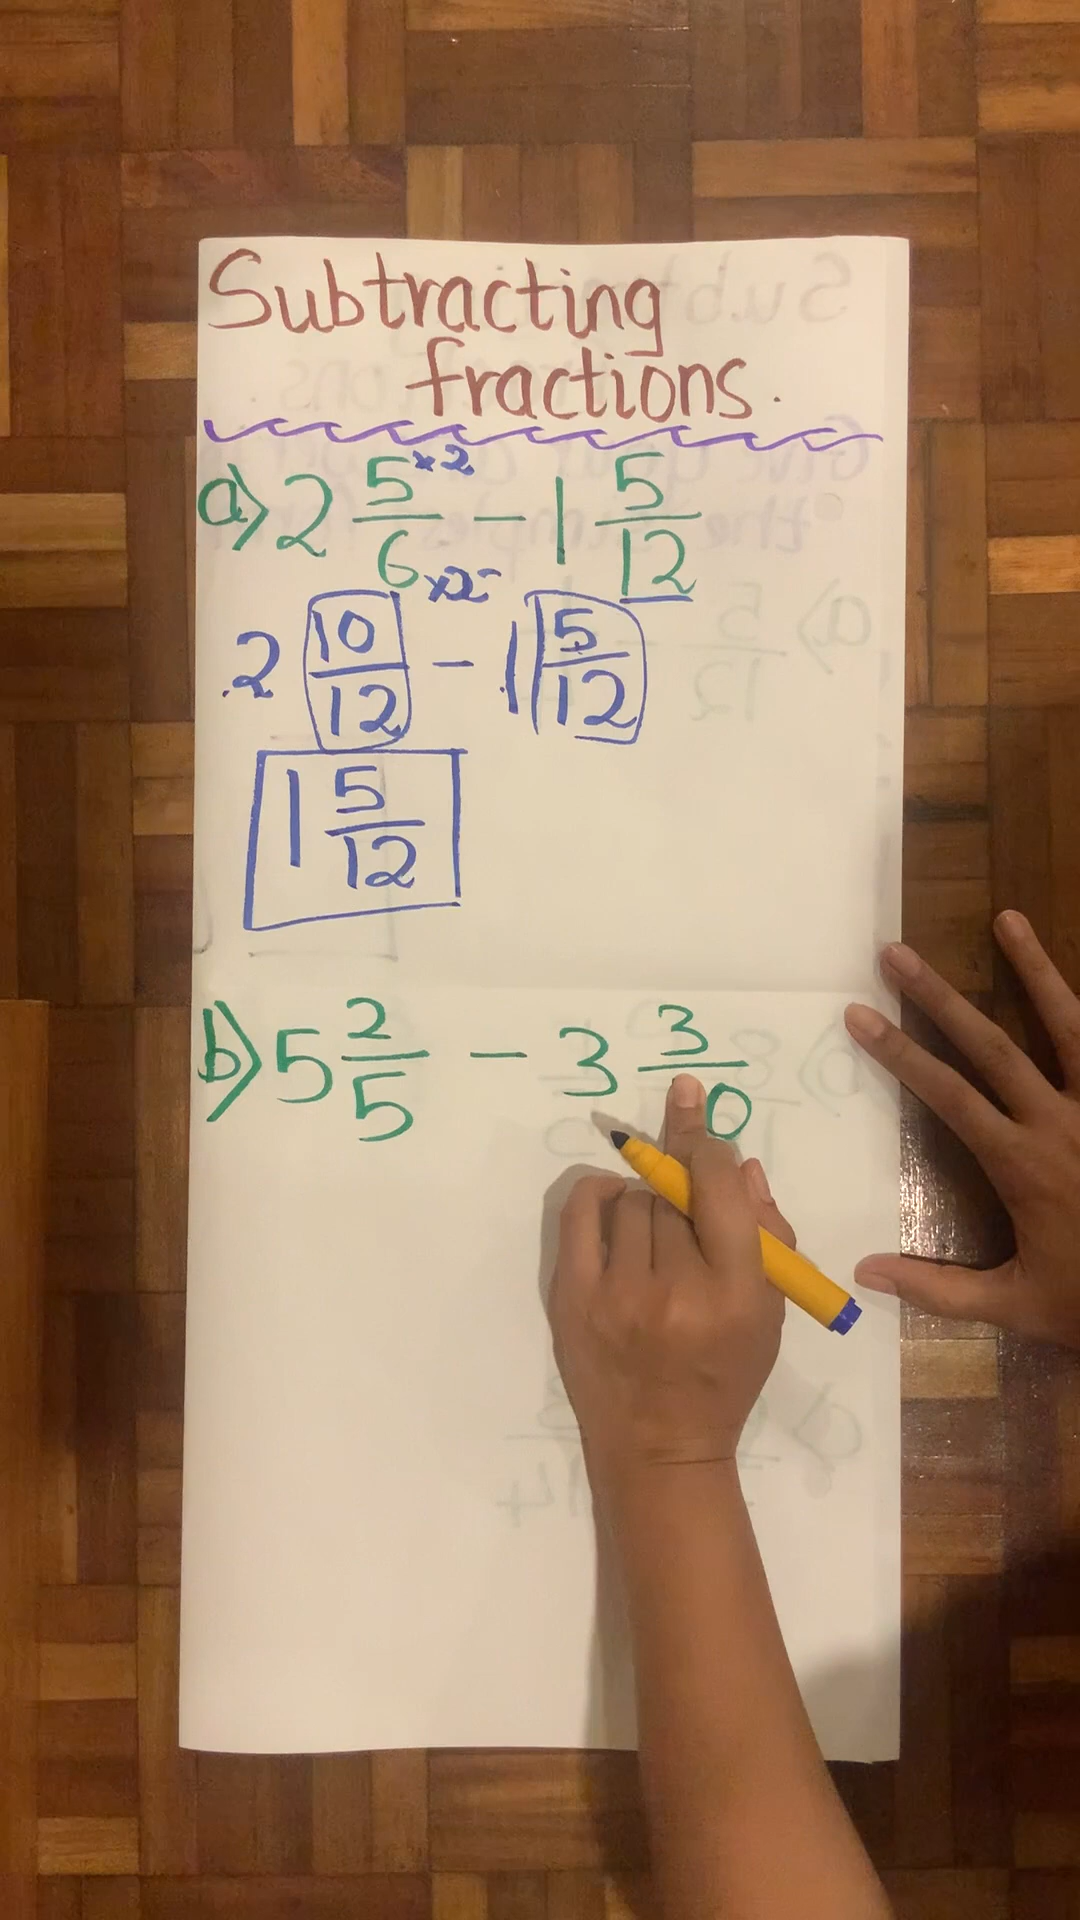 Subtracting
fractions.
a) 2 5/6 - 1 5/12
×2
×2
2 10/12 - 1 5/12
1 5/12
b) 5 2/5 - 3 3/0